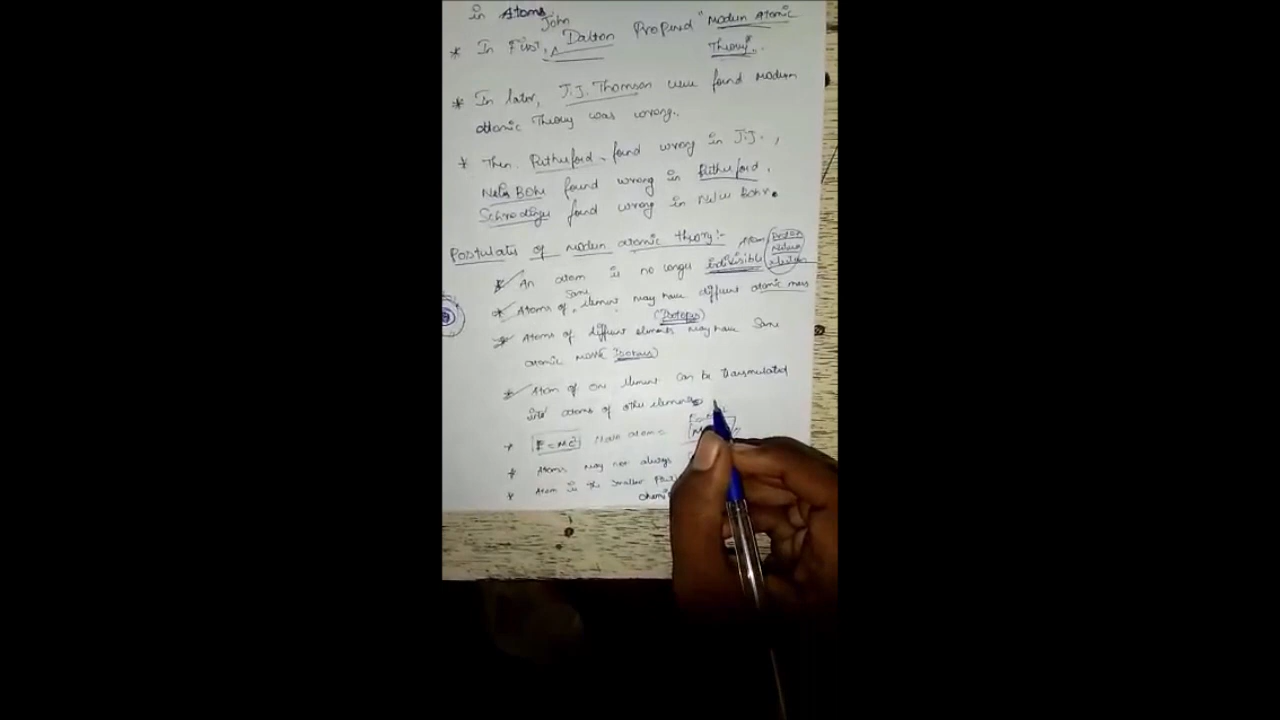 in Atoms.
John
* In First, Dalton Proposed "Modern Atomic
Theory"..
* In later, J.J. Thomson were found modern
atomic Theory was wrong..
* Then Rutherford found wrong in J.J.,
Neils Bohr found wrong in Rutherford,
Schrodinger found wrong in Neils Bohr.
Postulates of modern atomic theory:-
Atom
* An atom is no longer indivisible
Same
* Atoms of element may have different atomic mass
(Isotopes)
* Atoms of different elements may have Same
atomic mass (Isobars)
* Atom of one element can be transmulated
into atoms of other elements
* E = mc²
* Atoms may not always
* Atom is the smallest